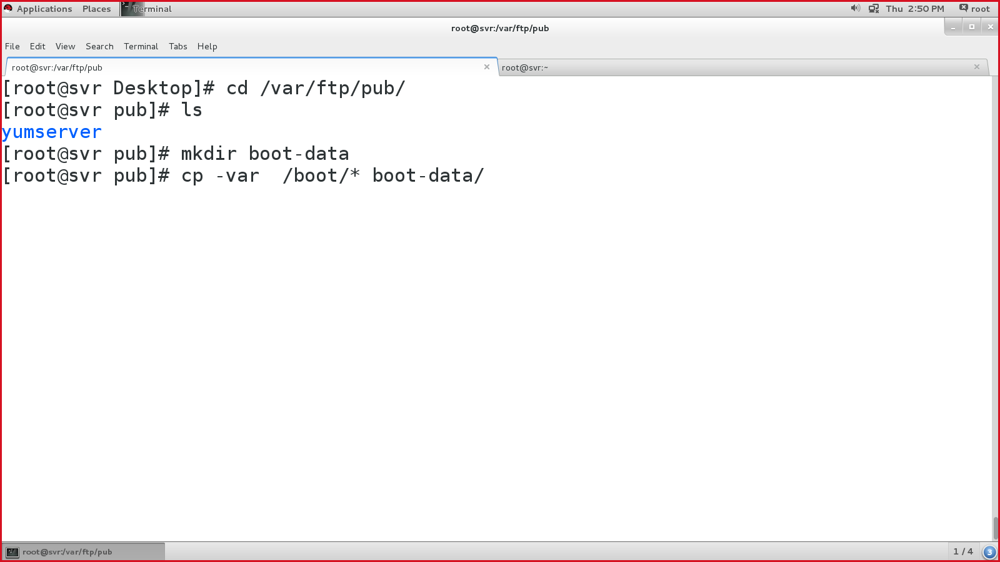 Applications Places Terminal Thu 2:50 PM root
root@svr:/var/ftp/pub
File Edit View Search Terminal Tabs Help
root@svr:/var/ftp/pub root@svr:~
[root@svr Desktop]# cd /var/ftp/pub/
[root@svr pub]# ls
yumserver
[root@svr pub]# mkdir boot-data
[root@svr pub]# cp -var  /boot/* boot-data/
root@svr:/var/ftp/pub 1 / 4 3